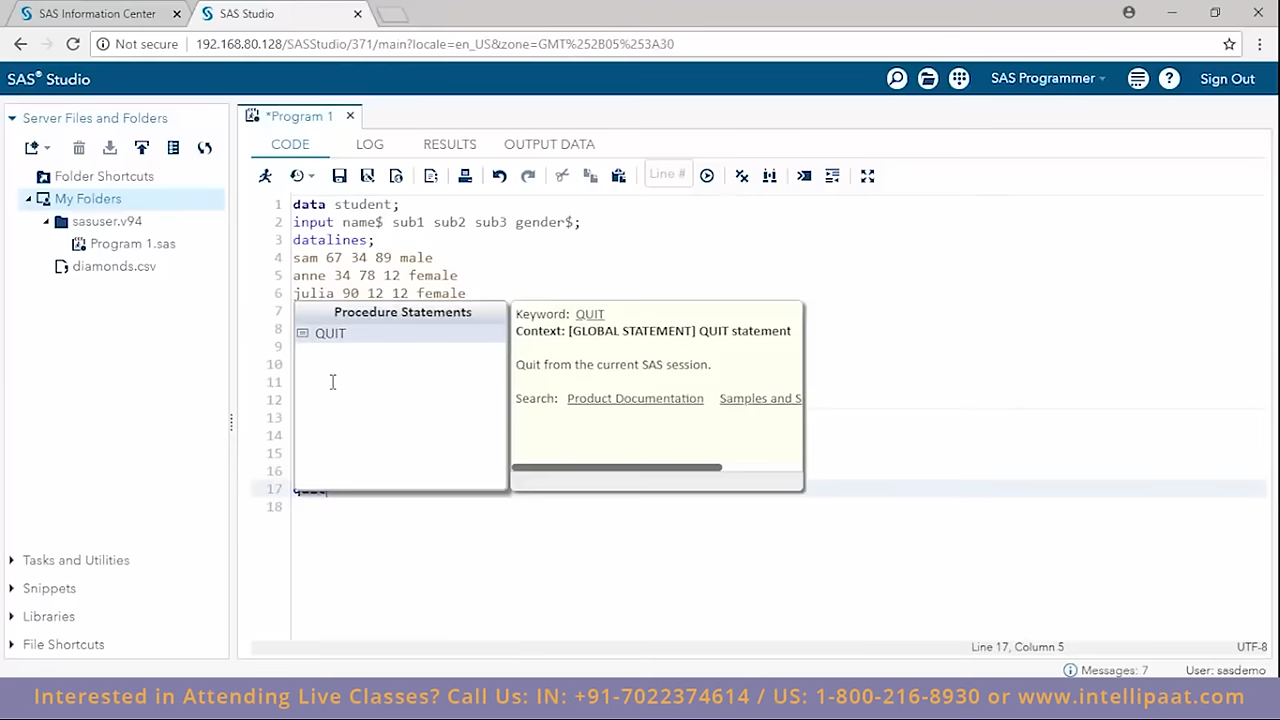 SAS Information Center
SAS Studio
Not secure 192.168.80.128/SASStudio/371/main?locale=en_US&zone=GMT%252B05%253A30
SAS® Studio
SAS Programmer
Sign Out
Server Files and Folders
Folder Shortcuts
My Folders
sasuser.v94
Program 1.sas
diamonds.csv
Tasks and Utilities
Snippets
Libraries
File Shortcuts
*Program 1
CODE LOG RESULTS OUTPUT DATA
Line #
1 data student;
2 input name$ sub1 sub2 sub3 gender$;
3 datalines;
4 sam 67 34 89 male
5 anne 34 78 12 female
6 julia 90 12 12 female
7
8
9
10
11
12
13
14
15
16
17
18
Procedure Statements
QUIT
Keyword: QUIT
Context: [GLOBAL STATEMENT] QUIT statement
Quit from the current SAS session.
Search: Product Documentation Samples and S
Line 17, Column 5
UTF-8
Messages: 7
User: sasdemo
Interested in Attending Live Classes? Call Us: IN: +91-7022374614 / US: 1-800-216-8930 or www.intellipaat.com